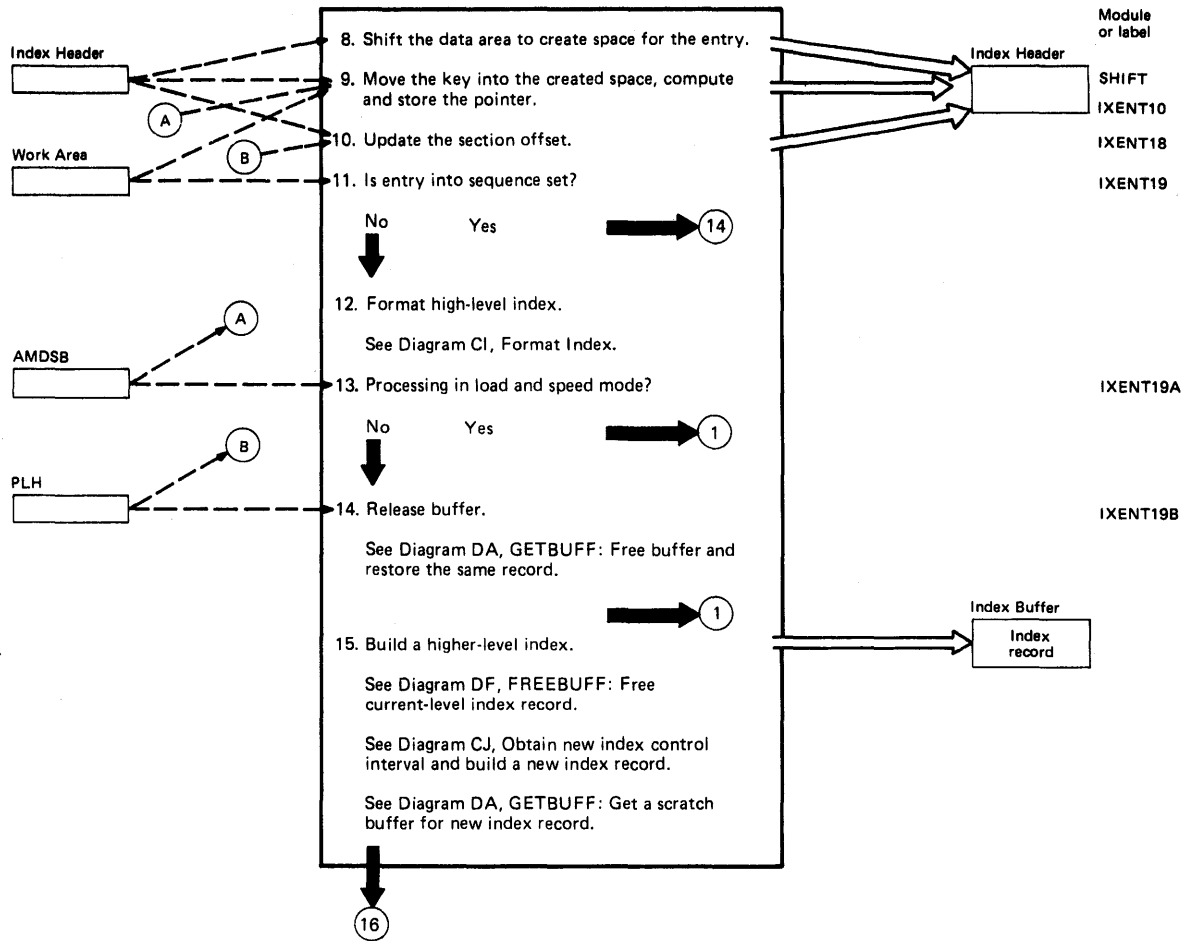 Module
or label
Index Header
8. Shift the data area to create space for the entry.
Index Header
9. Move the key into the created space, compute
and store the pointer.
SHIFT
A
IXENT10
10. Update the section offset.
IXENT18
Work Area
B
11. Is entry into sequence set?
IXENT19
No Yes 14
12. Format high-level index.
A
See Diagram CI, Format Index.
AMDSB
13. Processing in load and speed mode?
IXENT19A
No Yes 1
B
PLH
14. Release buffer.
IXENT19B
See Diagram DA, GETBUFF: Free buffer and
restore the same record.
1
Index Buffer
Index
record
15. Build a higher-level index.
See Diagram DF, FREEBUFF: Free
current-level index record.
See Diagram CJ, Obtain new index control
interval and build a new index record.
See Diagram DA, GETBUFF: Get a scratch
buffer for new index record.
16